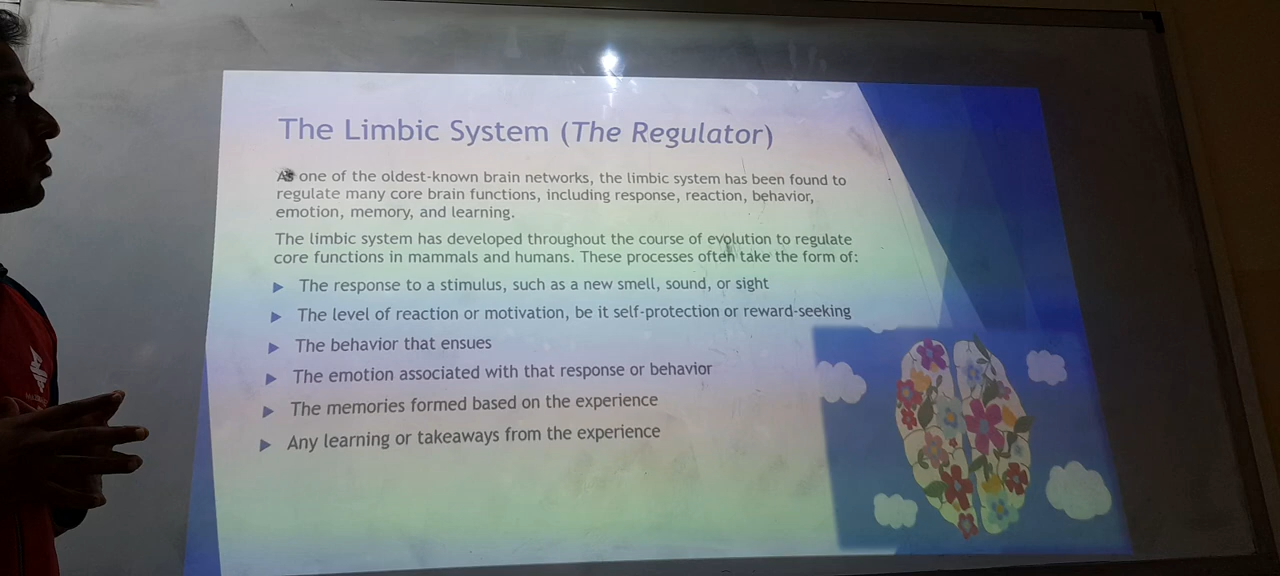 The Limbic System (The Regulator)
As one of the oldest-known brain networks, the limbic system has been found to
regulate many core brain functions, including response, reaction, behavior,
emotion, memory, and learning.
The limbic system has developed throughout the course of evolution to regulate
core functions in mammals and humans. These processes often take the form of:
The response to a stimulus, such as a new smell, sound, or sight
The level of reaction or motivation, be it self-protection or reward-seeking
The behavior that ensues
The emotion associated with that response or behavior
The memories formed based on the experience
Any learning or takeaways from the experience